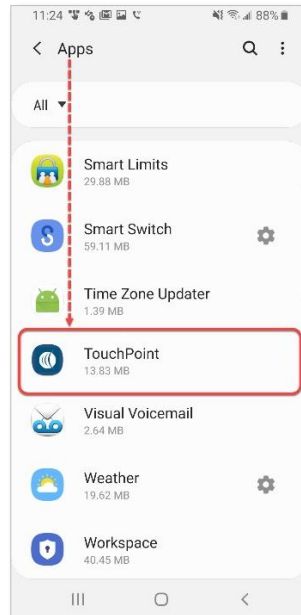 11:24 88%
Apps
All
Smart Limits
29.88 MB
Smart Switch
59.11 MB
Time Zone Updater
1.39 MB
TouchPoint
13.83 MB
Visual Voicemail
2.64 MB
Weather
19.62 MB
Workspace
40.45 MB